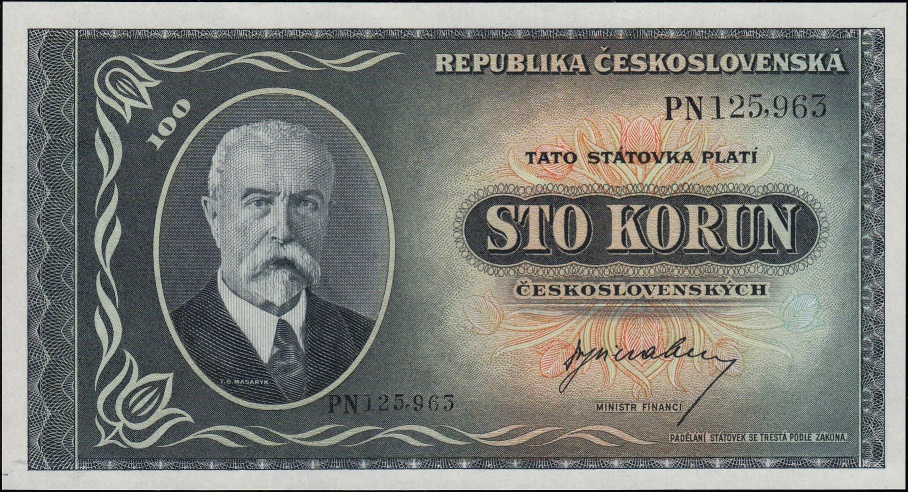 REPUBLIKA ČESKOSLOVENSKÁ
100
PN125,963
TATO STÁTOVKA PLATÍ
STO KORUN
ČESKOSLOVENSKÝCH
T. G. MASARYK
PN125,963
MINISTR FINANCÍ
PADĚLÁNÍ STÁTOVEK SE TRESTÁ PODLE ZÁKONA.